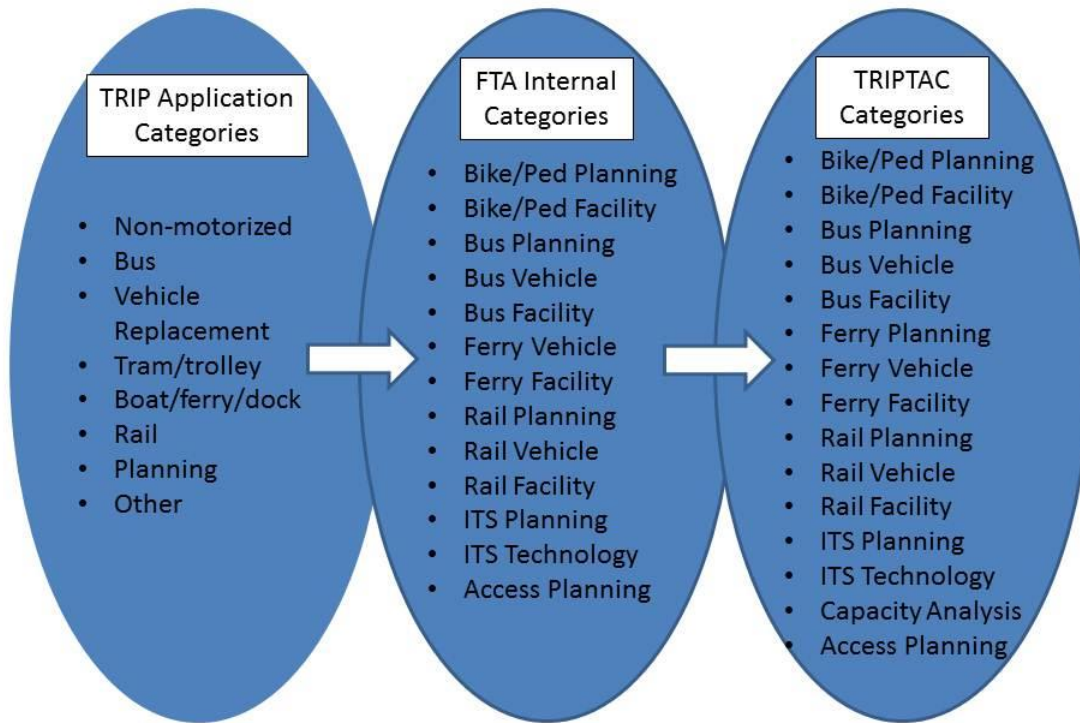 TRIP Application
Categories
• Non-motorized
• Bus
• Vehicle
Replacement
• Tram/trolley
• Boat/ferry/dock
• Rail
• Planning
• Other
FTA Internal
Categories
• Bike/Ped Planning
• Bike/Ped Facility
• Bus Planning
• Bus Vehicle
• Bus Facility
• Ferry Vehicle
• Ferry Facility
• Rail Planning
• Rail Vehicle
• Rail Facility
• ITS Planning
• ITS Technology
• Access Planning
TRIPTAC
Categories
• Bike/Ped Planning
• Bike/Ped Facility
• Bus Planning
• Bus Vehicle
• Bus Facility
• Ferry Planning
• Ferry Vehicle
• Ferry Facility
• Rail Planning
• Rail Vehicle
• Rail Facility
• ITS Planning
• ITS Technology
• Capacity Analysis
• Access Planning